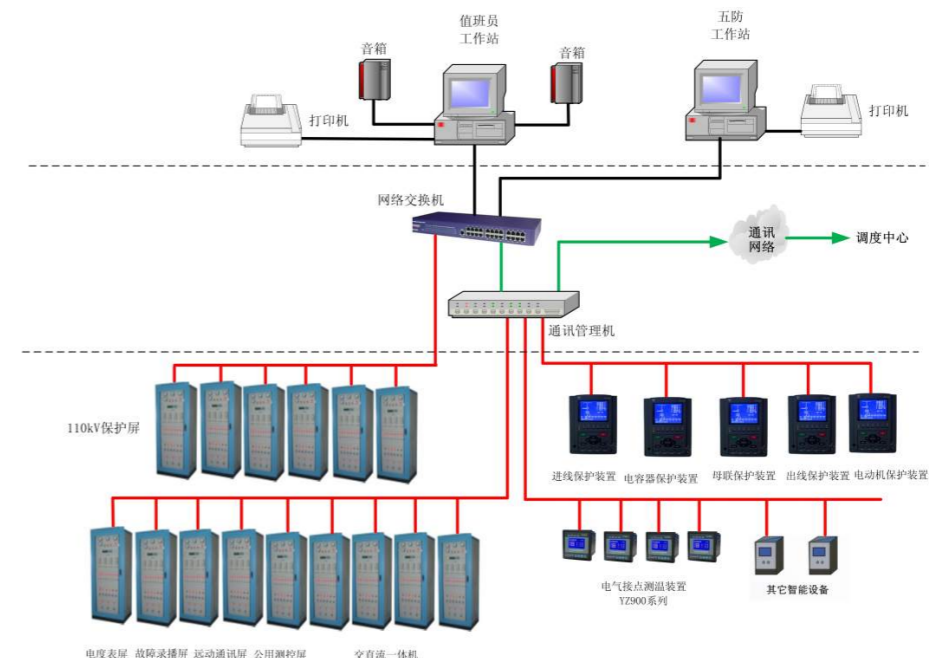 值班员
工作站
五防
工作站
音箱
音箱
打印机
打印机
网络交换机
通讯
网络
调度中心
通讯管理机
110kV保护屏
进线保护装置
电容器保护装置
母联保护装置
出线保护装置
电动机保护装置
电气接点测温装置
YZ900系列
其它智能设备
电度表屏
故障录播屏
远动通讯屏
公用测控屏
交直流一体机